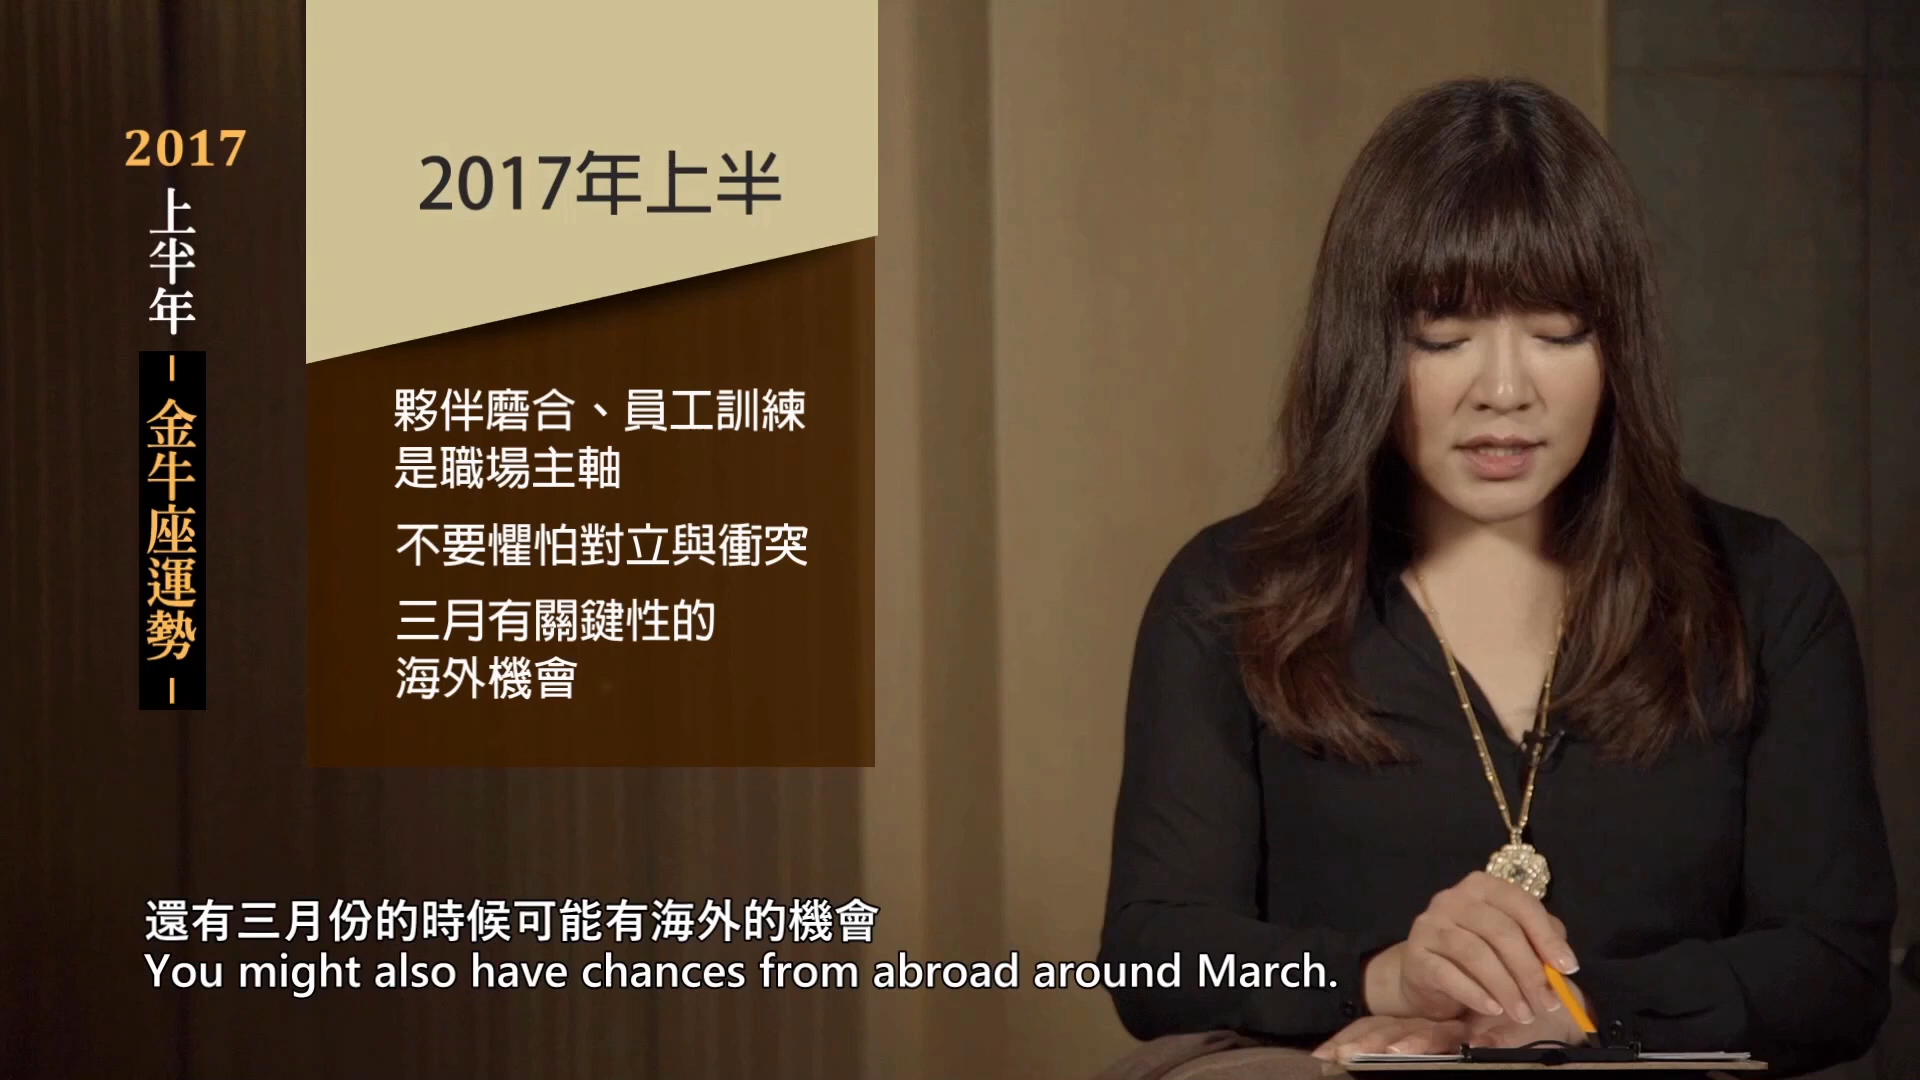 2017
上半年
金牛座運勢
2017年上半
夥伴磨合、員工訓練
是職場主軸
不要懼怕對立與衝突
三月有關鍵性的
海外機會
還有三月份的時候可能有海外的機會
You might also have chances from abroad around March.